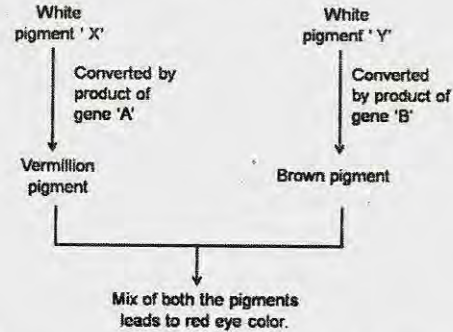 White
pigment ' X'
White
pigment ' Y'
Converted by
product of
gene 'A'
Converted
by product of
gene 'B'
Vermillion
pigment
Brown pigment
Mix of both the pigments
leads to red eye color.